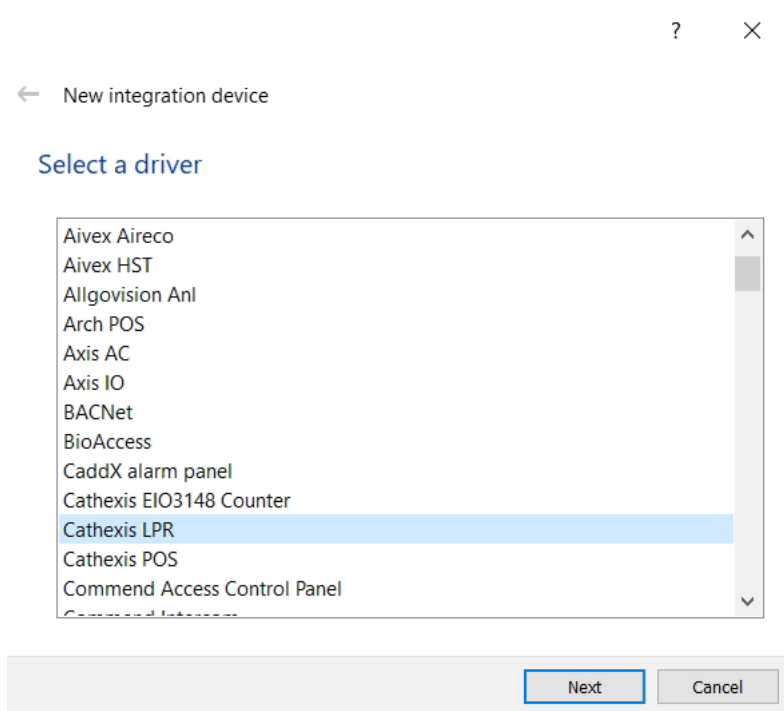 ?
New integration device
Select a driver
Aivex Aireco
Aivex HST
Allgovision Anl
Arch POS
Axis AC
Axis IO
BACNet
BioAccess
CaddX alarm panel
Cathexis EIO3148 Counter
Cathexis LPR
Cathexis POS
Commend Access Control Panel
Next Cancel